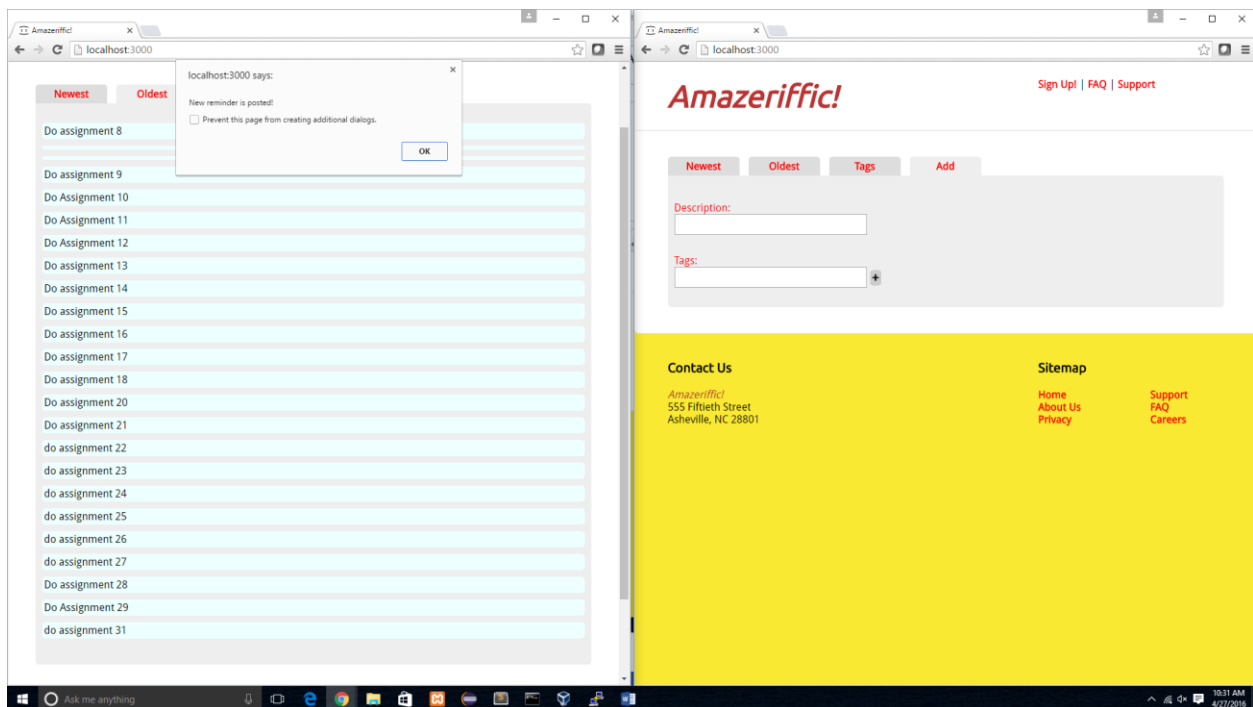 Amazeriffic!
localhost:3000
localhost:3000 says:
New reminder is posted!
Prevent this page from creating additional dialogs.
OK
Newest Oldest
Do assignment 8
Do assignment 9
Do Assignment 10
Do Assignment 11
Do Assignment 12
Do assignment 13
Do assignment 14
Do assignment 15
Do assignment 16
Do assignment 17
Do assignment 18
Do assignment 20
Do assignment 21
do assignment 22
do assignment 23
do assignment 24
do assignment 25
do assignment 26
do assignment 27
Do assignment 28
Do Assignment 29
do assignment 31
Amazeriffic!
localhost:3000
Amazeriffic!
Sign Up! | FAQ | Support
Newest Oldest Tags Add
Description:
Tags:
+
Contact Us
Amazeriffic!
555 Fiftieth Street
Asheville, NC 28801
Sitemap
Home Support
About Us FAQ
Privacy Careers
Ask me anything
10:31 AM
4/27/2016